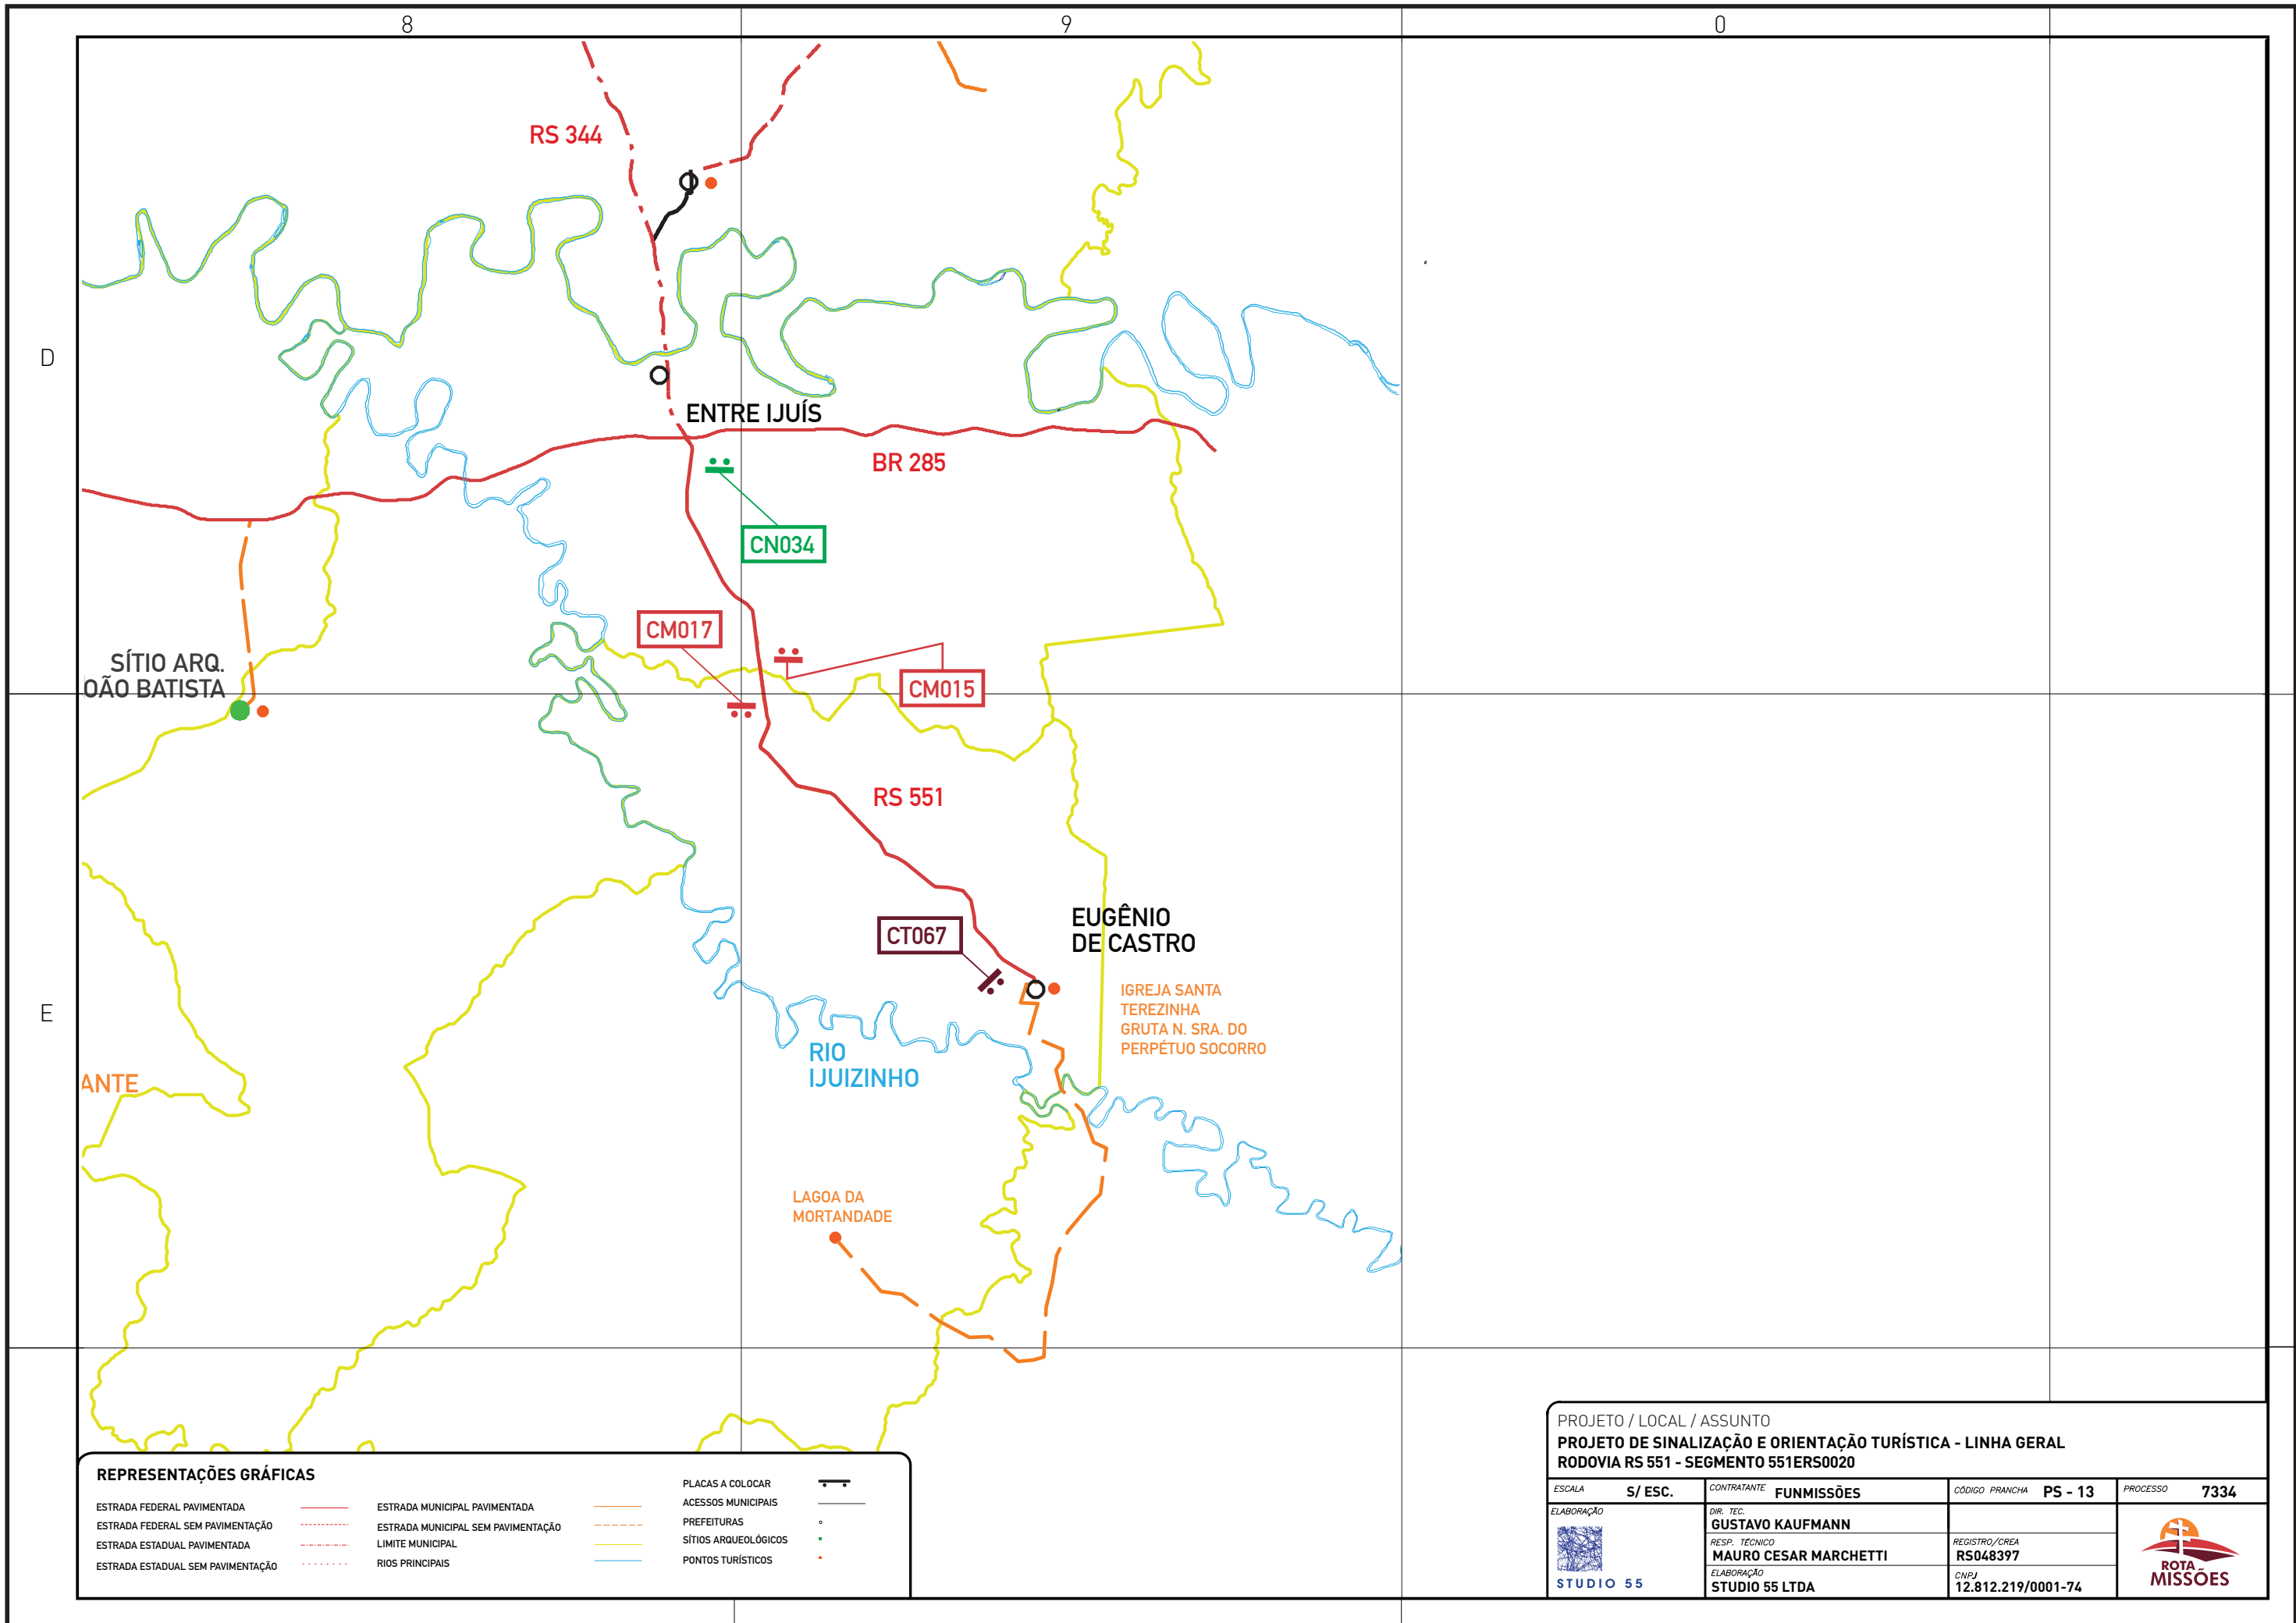 8
9
0
D
E
RS 344
ENTRE IJUÍS
BR 285
CN034
CM017
CM015
SÍTIO ARQ.
OÃO BATISTA
RS 551
CT067
EUGÊNIO
DE CASTRO
IGREJA SANTA
TEREZINHA
GRUTA N. SRA. DO
PERPÉTUO SOCORRO
RIO
IJUIZINHO
ANTE
LAGOA DA
MORTANDADE
REPRESENTAÇÕES GRÁFICAS
ESTRADA FEDERAL PAVIMENTADA
ESTRADA FEDERAL SEM PAVIMENTAÇÃO
ESTRADA ESTADUAL PAVIMENTADA
ESTRADA ESTADUAL SEM PAVIMENTAÇÃO
ESTRADA MUNICIPAL PAVIMENTADA
ESTRADA MUNICIPAL SEM PAVIMENTAÇÃO
LIMITE MUNICIPAL
RIOS PRINCIPAIS
PLACAS A COLOCAR
ACESSOS MUNICIPAIS
PREFEITURAS
SÍTIOS ARQUEOLÓGICOS
PONTOS TURÍSTICOS
PROJETO / LOCAL / ASSUNTO
PROJETO DE SINALIZAÇÃO E ORIENTAÇÃO TURÍSTICA - LINHA GERAL
RODOVIA RS 551 - SEGMENTO 551ERS0020
ESCALA S/ ESC.
CONTRATANTE FUNMISSÕES
CÓDIGO PRANCHA PS - 13
PROCESSO 7334
ELABORAÇÃO
STUDIO 55
DIR. TEC.
GUSTAVO KAUFMANN
RESP. TÉCNICO
MAURO CESAR MARCHETTI
REGISTRO/CREA
RS048397
ELABORAÇÃO
STUDIO 55 LTDA
CNPJ
12.812.219/0001-74
ROTA
MISSÕES